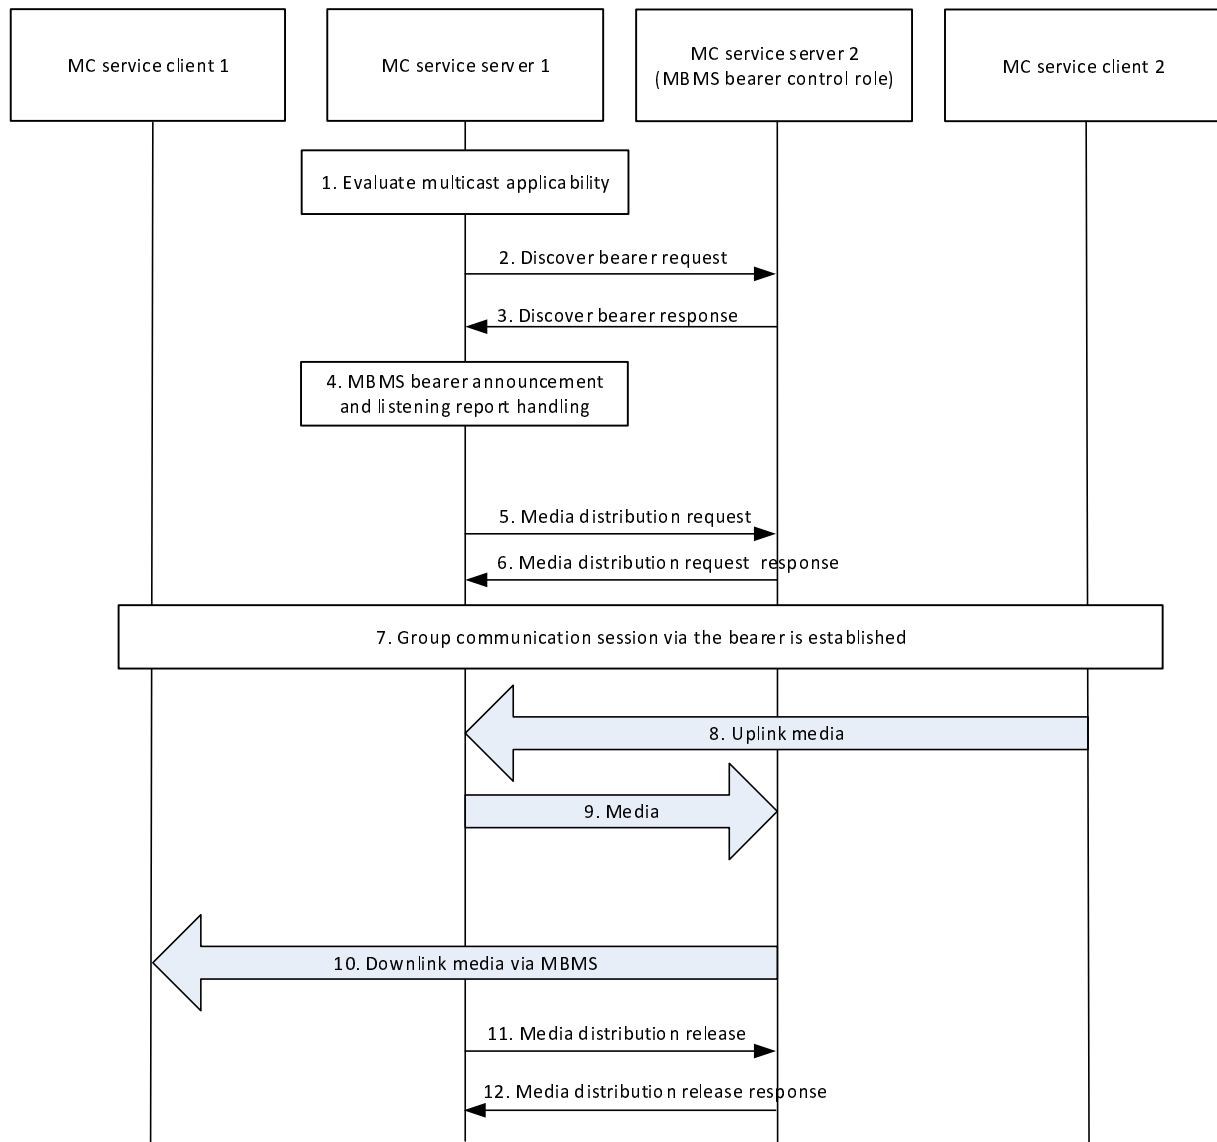 MC service client 1
MC service server 1
MC service server 2
(MBMS bearer control role)
MC service client 2
1. Evaluate multicast applicability
2. Discover bearer request
3. Discover bearer response
4. MBMS bearer announcement
and listening report handling
5. Media distribution request
6. Media distribution request response
7. Group communication session via the bearer is established
8. Uplink media
9. Media
10. Downlink media via MBMS
11. Media distribution release
12. Media distribution release response